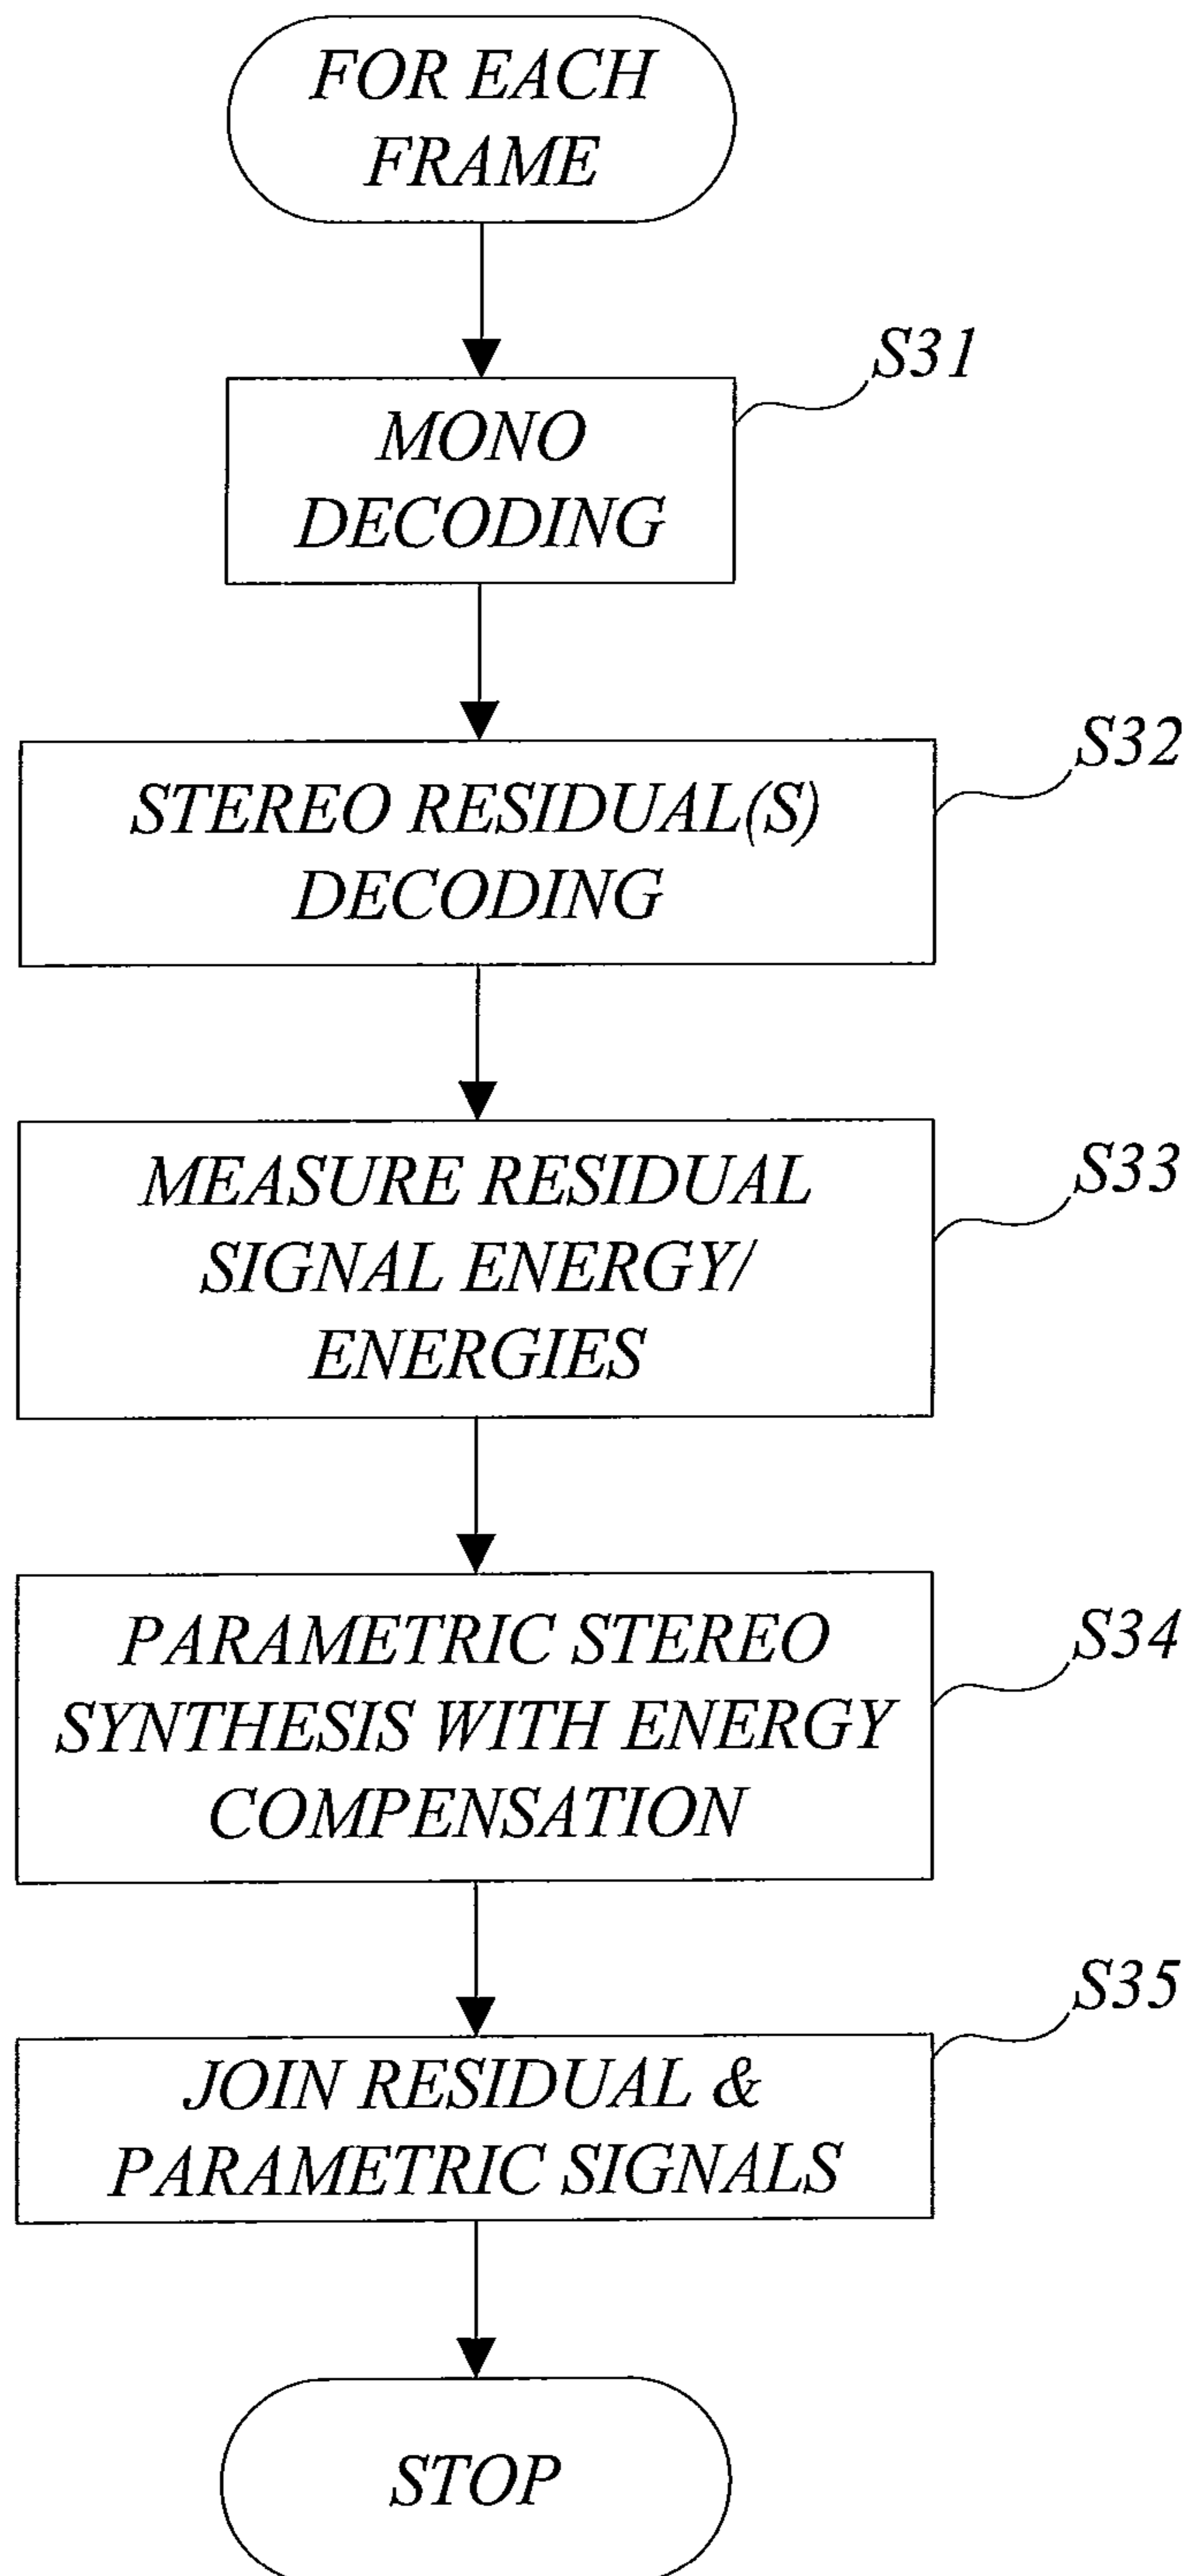 FOR EACH
FRAME
S31
MONO
DECODING
S32
STEREO RESIDUAL(S)
DECODING
S33
MEASURE RESIDUAL
SIGNAL ENERGY/
ENERGIES
S34
PARAMETRIC STEREO
SYNTHESIS WITH ENERGY
COMPENSATION
S35
JOIN RESIDUAL &
PARAMETRIC SIGNALS
STOP